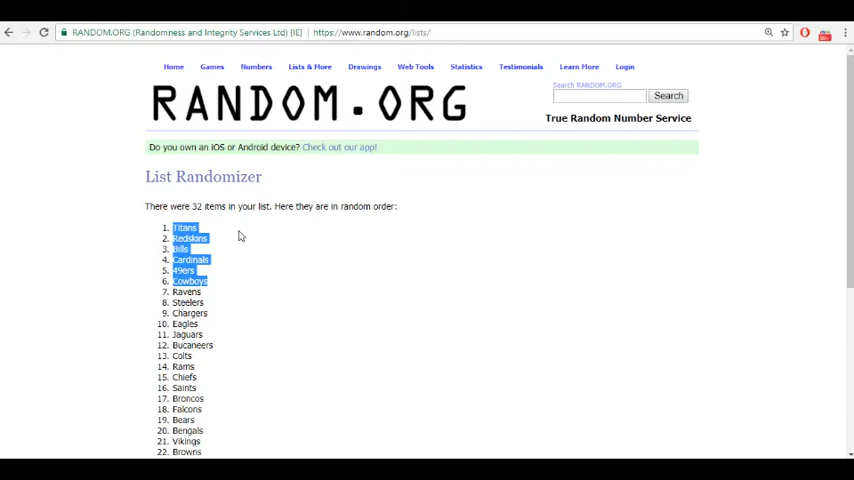 RANDOM.ORG (Randomness and Integrity Services Ltd) [IE] | https://www.random.org/lists/
Home Games Numbers Lists & More Drawings Web Tools Statistics Testimonials Learn More Login
RANDOM.ORG
Search RANDOM.ORG
Search
True Random Number Service
Do you own an iOS or Android device? Check out our app!
List Randomizer
There were 32 items in your list. Here they are in random order:
1. Titans
2. Redskins
3. Bills
4. Cardinals
5. 49ers
6. Cowboys
7. Ravens
8. Steelers
9. Chargers
10. Eagles
11. Jaguars
12. Bucaneers
13. Colts
14. Rams
15. Chiefs
16. Saints
17. Broncos
18. Falcons
19. Bears
20. Bengals
21. Vikings
22. Browns